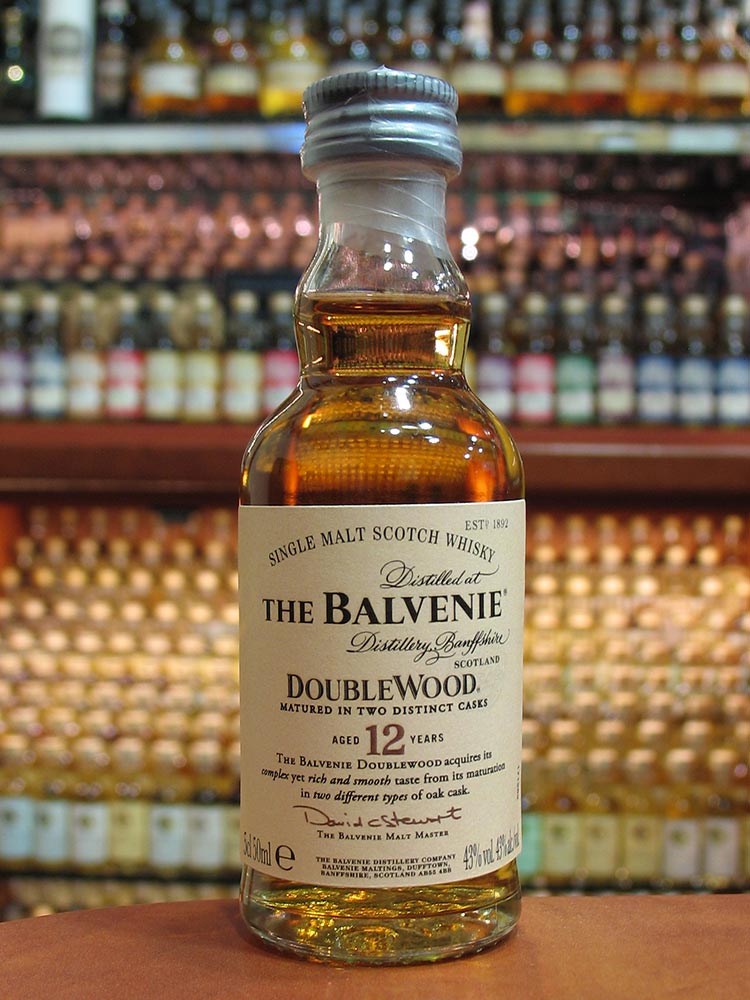 ESTD 1892
SINGLE MALT SCOTCH WHISKY
Distilled at
THE BALVENIE®
Distillery, Banffshire
SCOTLAND
DOUBLEWOOD®
MATURED IN TWO DISTINCT CASKS
AGED 12 YEARS
THE BALVENIE DOUBLEWOOD acquires its
complex yet rich and smooth taste from its maturation
in two different types of oak cask.
David C Stewart
THE BALVENIE MALT MASTER
5cl 50ml e
THE BALVENIE DISTILLERY COMPANY
BALVENIE MALTINGS, DUFFTOWN,
BANFFSHIRE, SCOTLAND AB55 4BB
43% vol. 43% alc/vol.